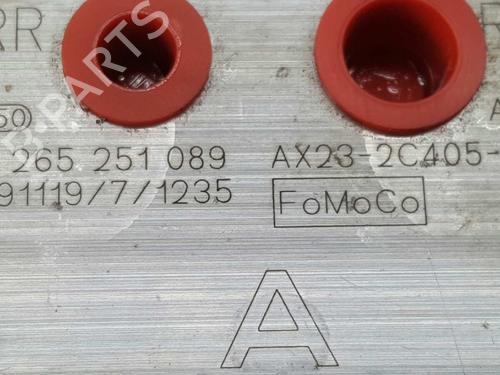 RR
50
265 251 089
AX23-2C405-
91119/7/1235
FoMoCo
A
B-PARTS